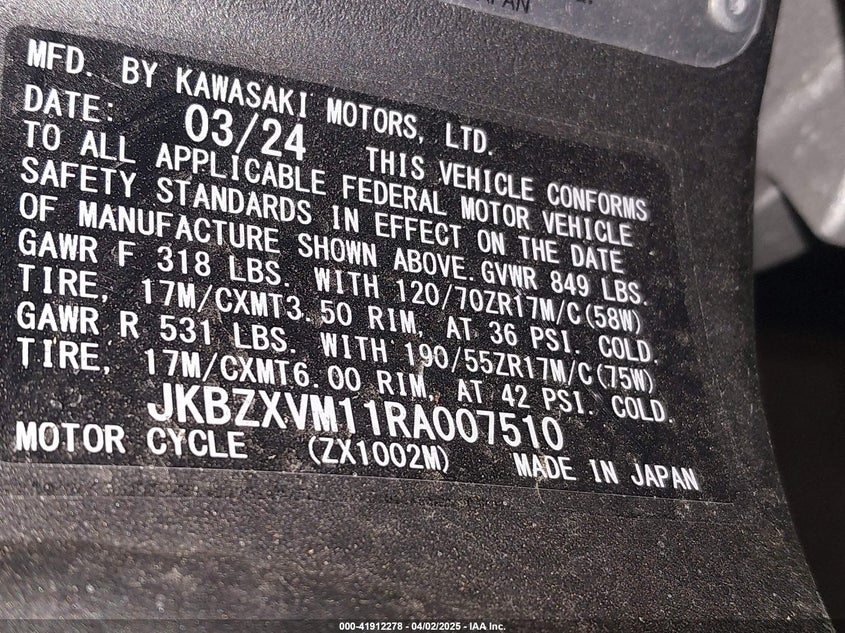 JAPAN
MFD. BY KAWASAKI MOTORS, LTD.
DATE: 03/24 THIS VEHICLE CONFORMS
TO ALL APPLICABLE FEDERAL MOTOR VEHICLE
SAFETY STANDARDS IN EFFECT ON THE DATE
OF MANUFACTURE SHOWN ABOVE. GVWR 849 LBS.
GAWR F 318 LBS. WITH 120/70ZR17M/C(58W)
TIRE, 17M/CXMT3.50 RIM, AT 36 PSI. COLD.
GAWR R 531 LBS. WITH 190/55ZR17M/C(75W)
TIRE, 17M/CXMT6.00 RIM, AT 42 PSI. COLD.
JKBZXVM11RA007510
MOTOR CYCLE (ZX1002M) MADE IN JAPAN
000-41912278 - 04/02/2025 - IAA Inc.